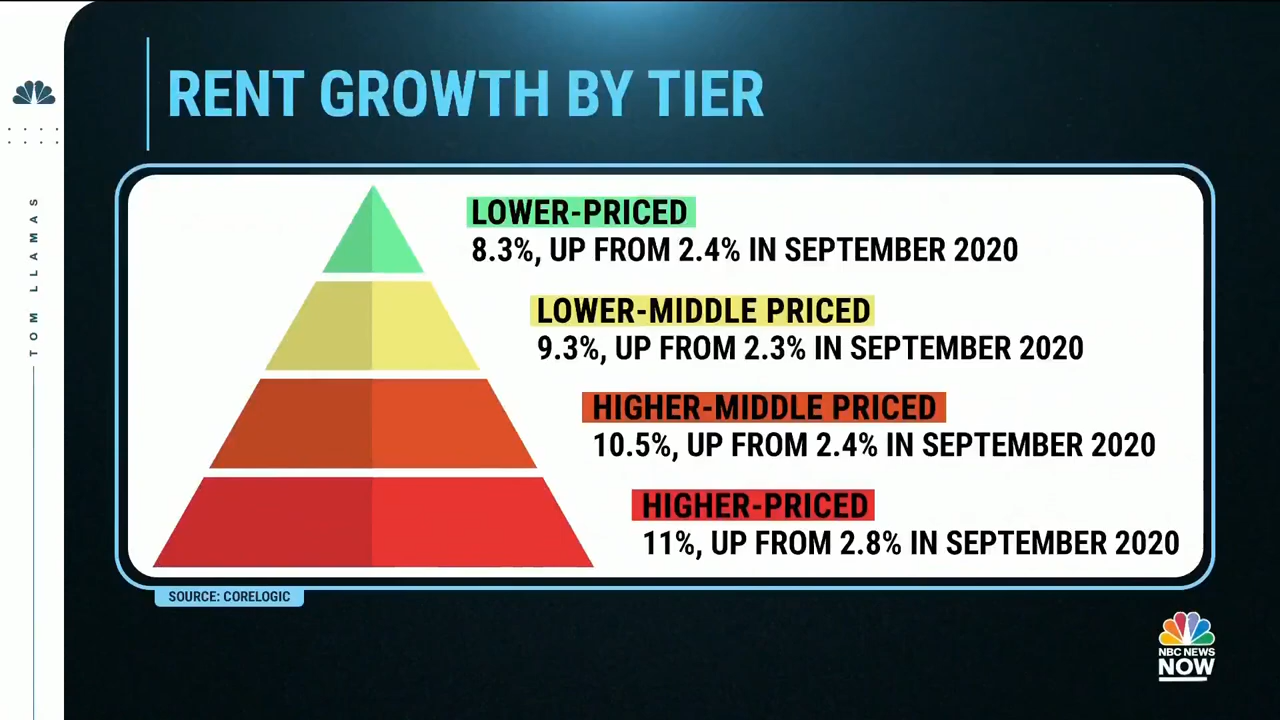 RENT GROWTH BY TIER
LOWER-PRICED
8.3%, UP FROM 2.4% IN SEPTEMBER 2020
LOWER-MIDDLE PRICED
9.3%, UP FROM 2.3% IN SEPTEMBER 2020
HIGHER-MIDDLE PRICED
10.5%, UP FROM 2.4% IN SEPTEMBER 2020
HIGHER-PRICED
11%, UP FROM 2.8% IN SEPTEMBER 2020
SOURCE: CORELOGIC
TOM LLAMAS
NBC NEWS
NOW